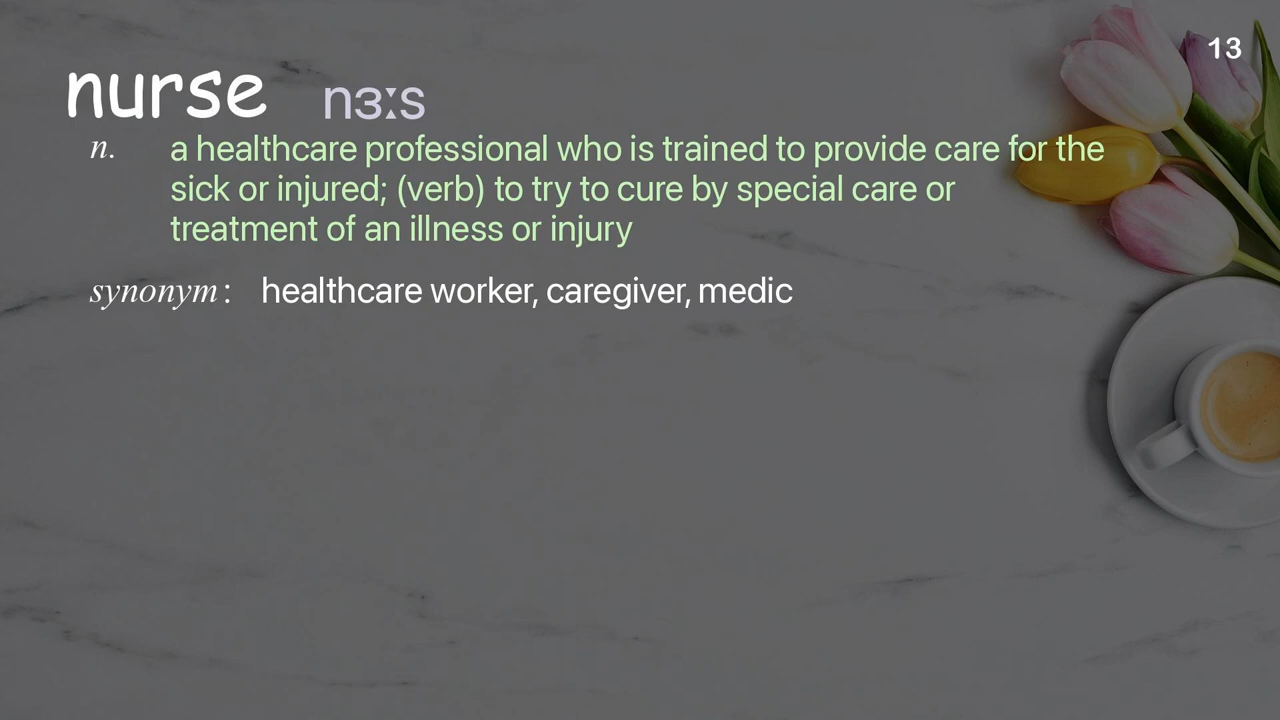 13
nurse nɜːs
n. a healthcare professional who is trained to provide care for the
sick or injured; (verb) to try to cure by special care or
treatment of an illness or injury
synonym : healthcare worker, caregiver, medic